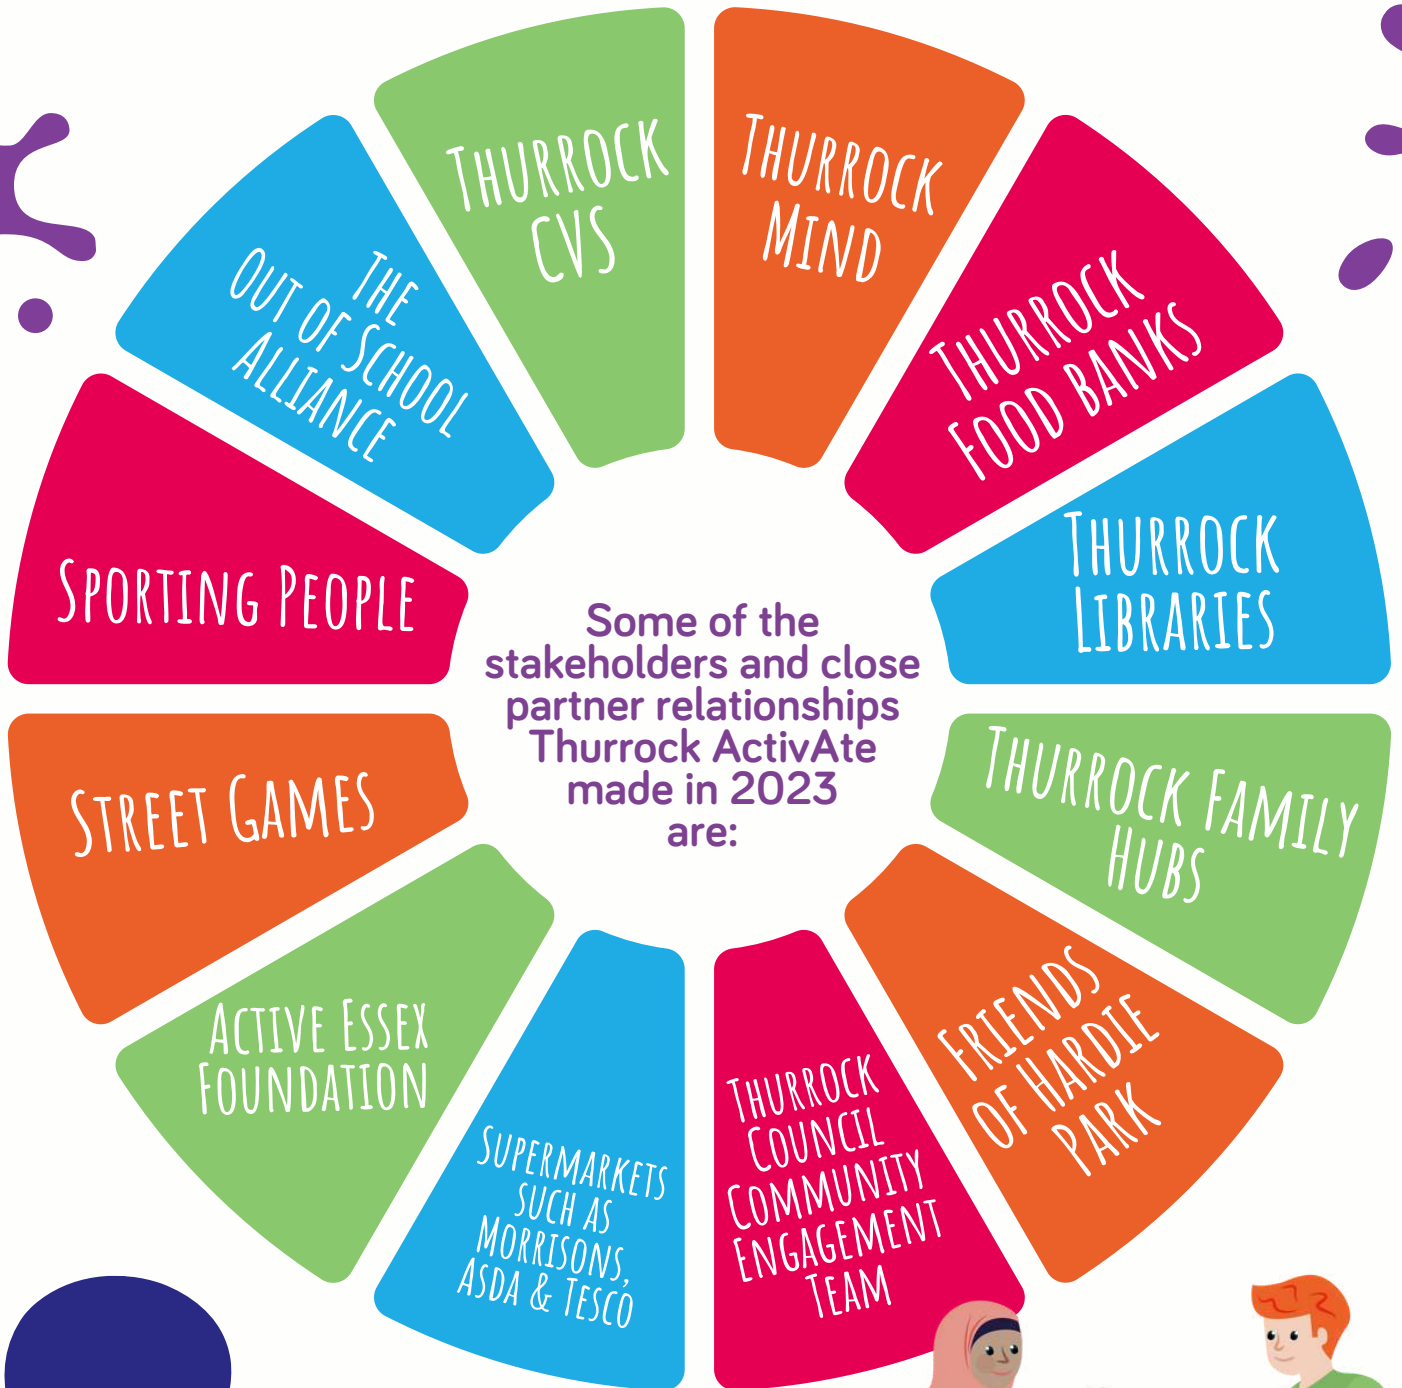 Some of the
stakeholders and close
partner relationships
Thurrock ActivAte
made in 2023
are:
Thurrock
Mind
Thurrock
Food Banks
Thurrock
Libraries
Thurrock Family
Hubs
Friends
of Hardie
Park
Thurrock
Council
Community
Engagement
Team
Supermarkets
such as
Morrisons,
Asda & Tesco
Active Essex
Foundation
Street Games
Sporting People
The
Out of School
Alliance
Thurrock
CVS